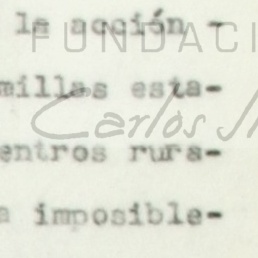 la acción -
FUNDACI
millas esta-
Carlos
entros rura-
a imposible-